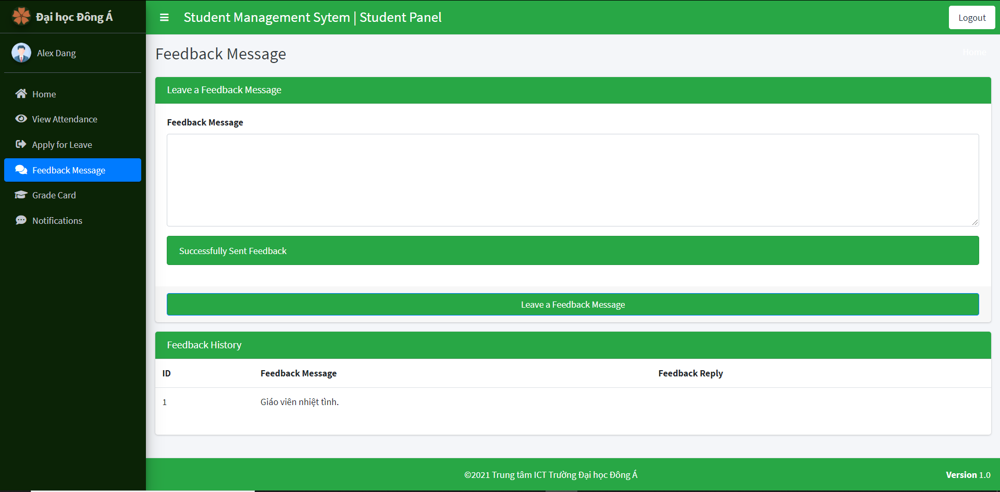 Đại học Đông Á
Student Management Sytem | Student Panel
Logout
Alex Dang
Feedback Message
Home
Home
View Attendance
Apply for Leave
Feedback Message
Grade Card
Notifications
Leave a Feedback Message
Feedback Message
Successfully Sent Feedback
Leave a Feedback Message
Feedback History
ID Feedback Message Feedback Reply
1 Giáo viên nhiệt tình.
©2021 Trung tâm ICT Trường Đại học Đông Á
Version 1.0